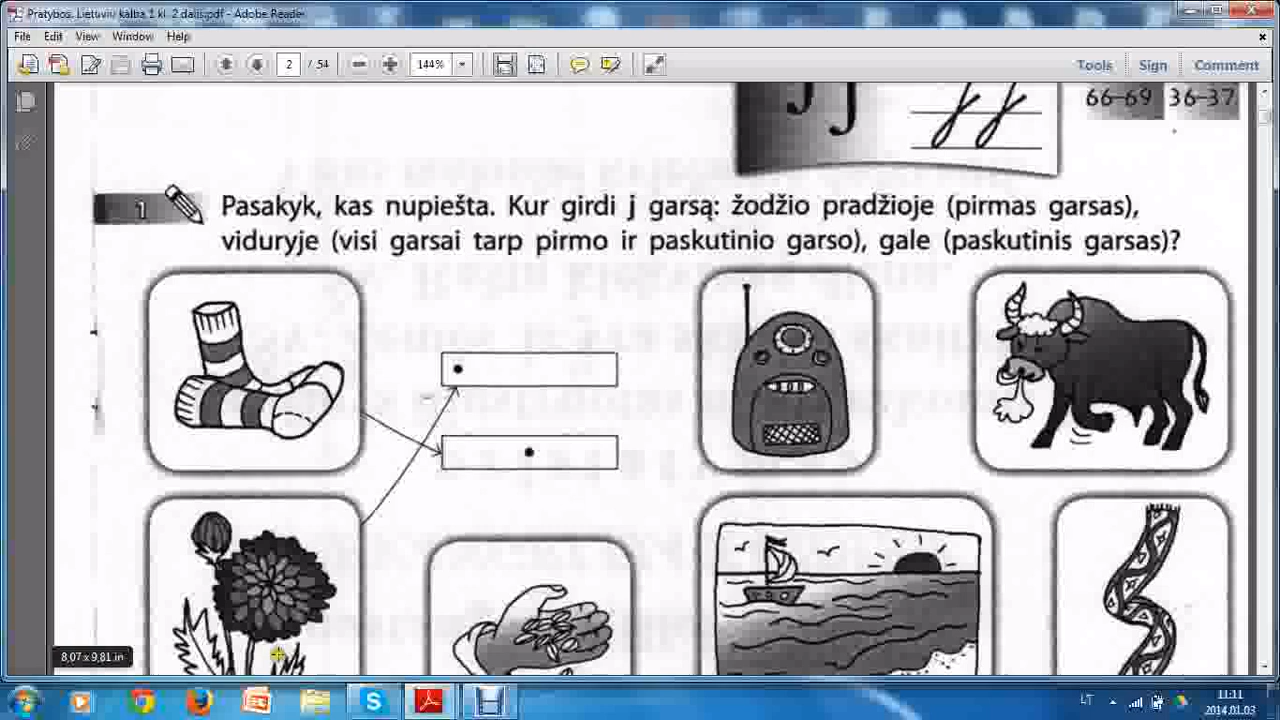 Pratybos. Lietuvių kalba 1 kl. 2 dalis.pdf - Adobe Reader
File Edit View Window Help
2 / 54
144%
Tools Sign Comment
J j
j j
66–69 36–37
1
Pasakyk, kas nupiešta. Kur girdi j garsą: žodžio pradžioje (pirmas garsas),
viduryje (visi garsai tarp pirmo ir paskutinio garso), gale (paskutinis garsas)?
8,07 x 9,81 in
LT
11:11
2014.01.03